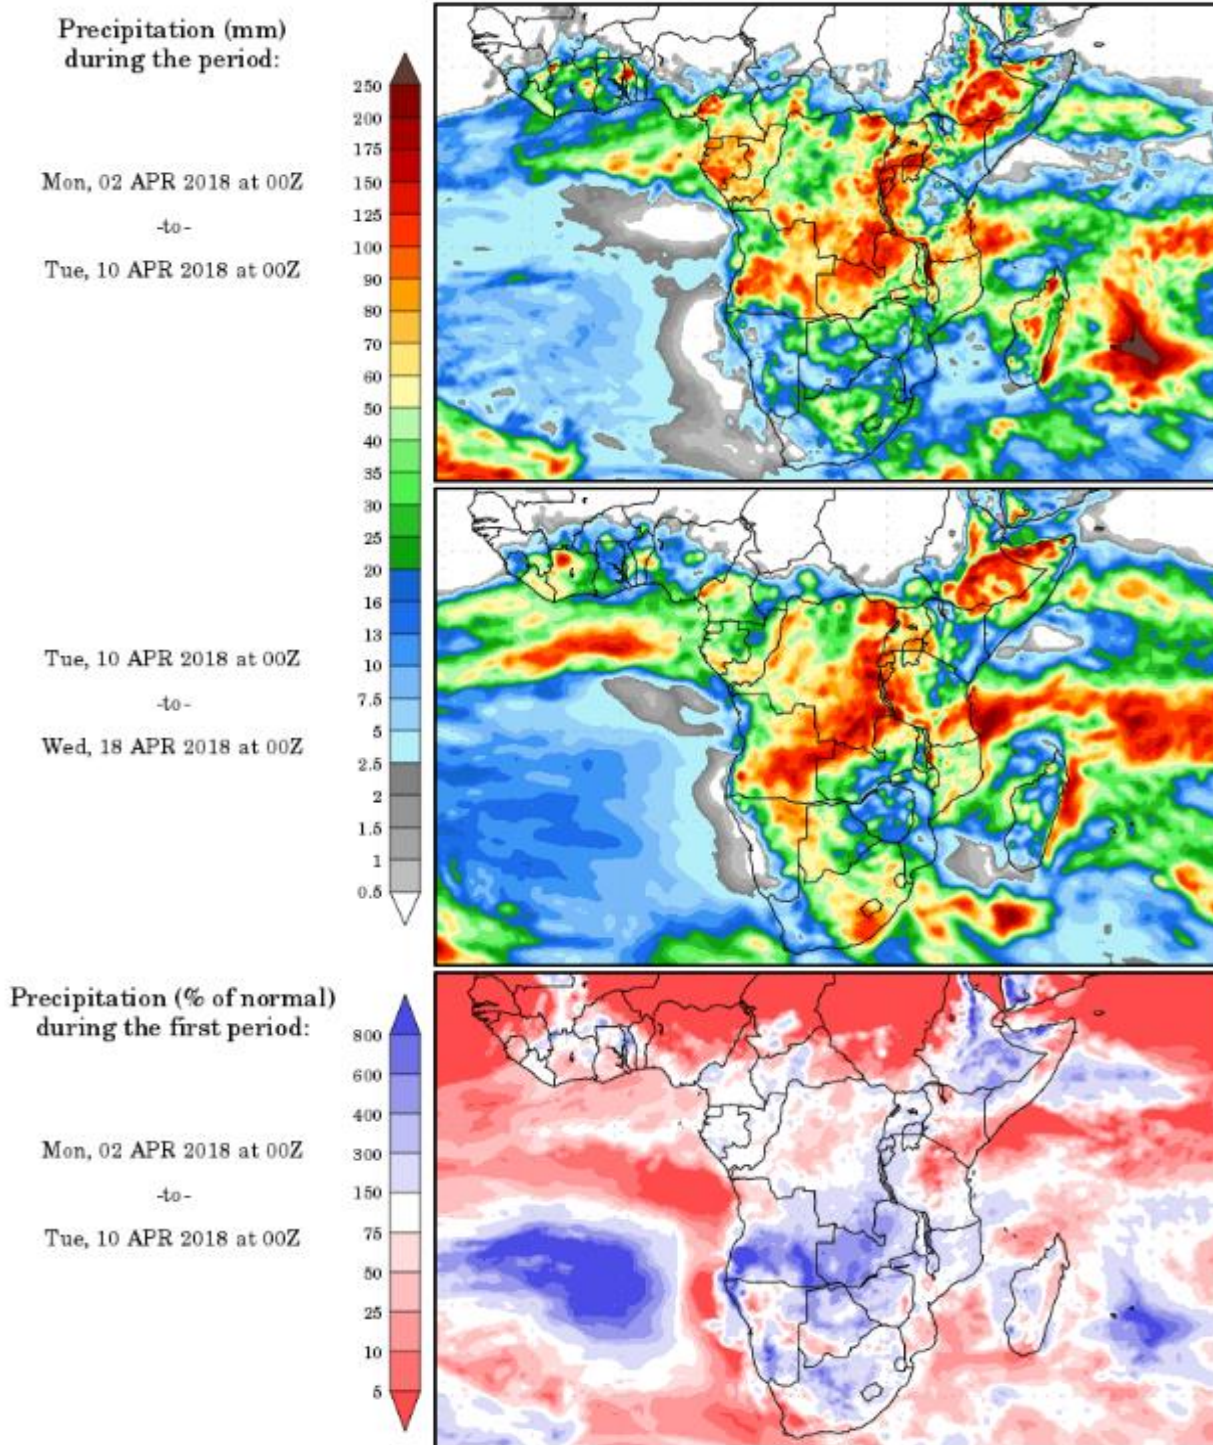 Precipitation (mm)
during the period:
Mon, 02 APR 2018 at 00Z
-to-
Tue, 10 APR 2018 at 00Z
Tue, 10 APR 2018 at 00Z
-to-
Wed, 18 APR 2018 at 00Z
250
200
175
150
125
100
90
80
70
60
50
40
35
30
25
20
16
13
10
7.5
5
2.5
2
1.5
1
0.5
Precipitation (% of normal)
during the first period:
Mon, 02 APR 2018 at 00Z
-to-
Tue, 10 APR 2018 at 00Z
800
600
400
300
150
75
50
25
10
5